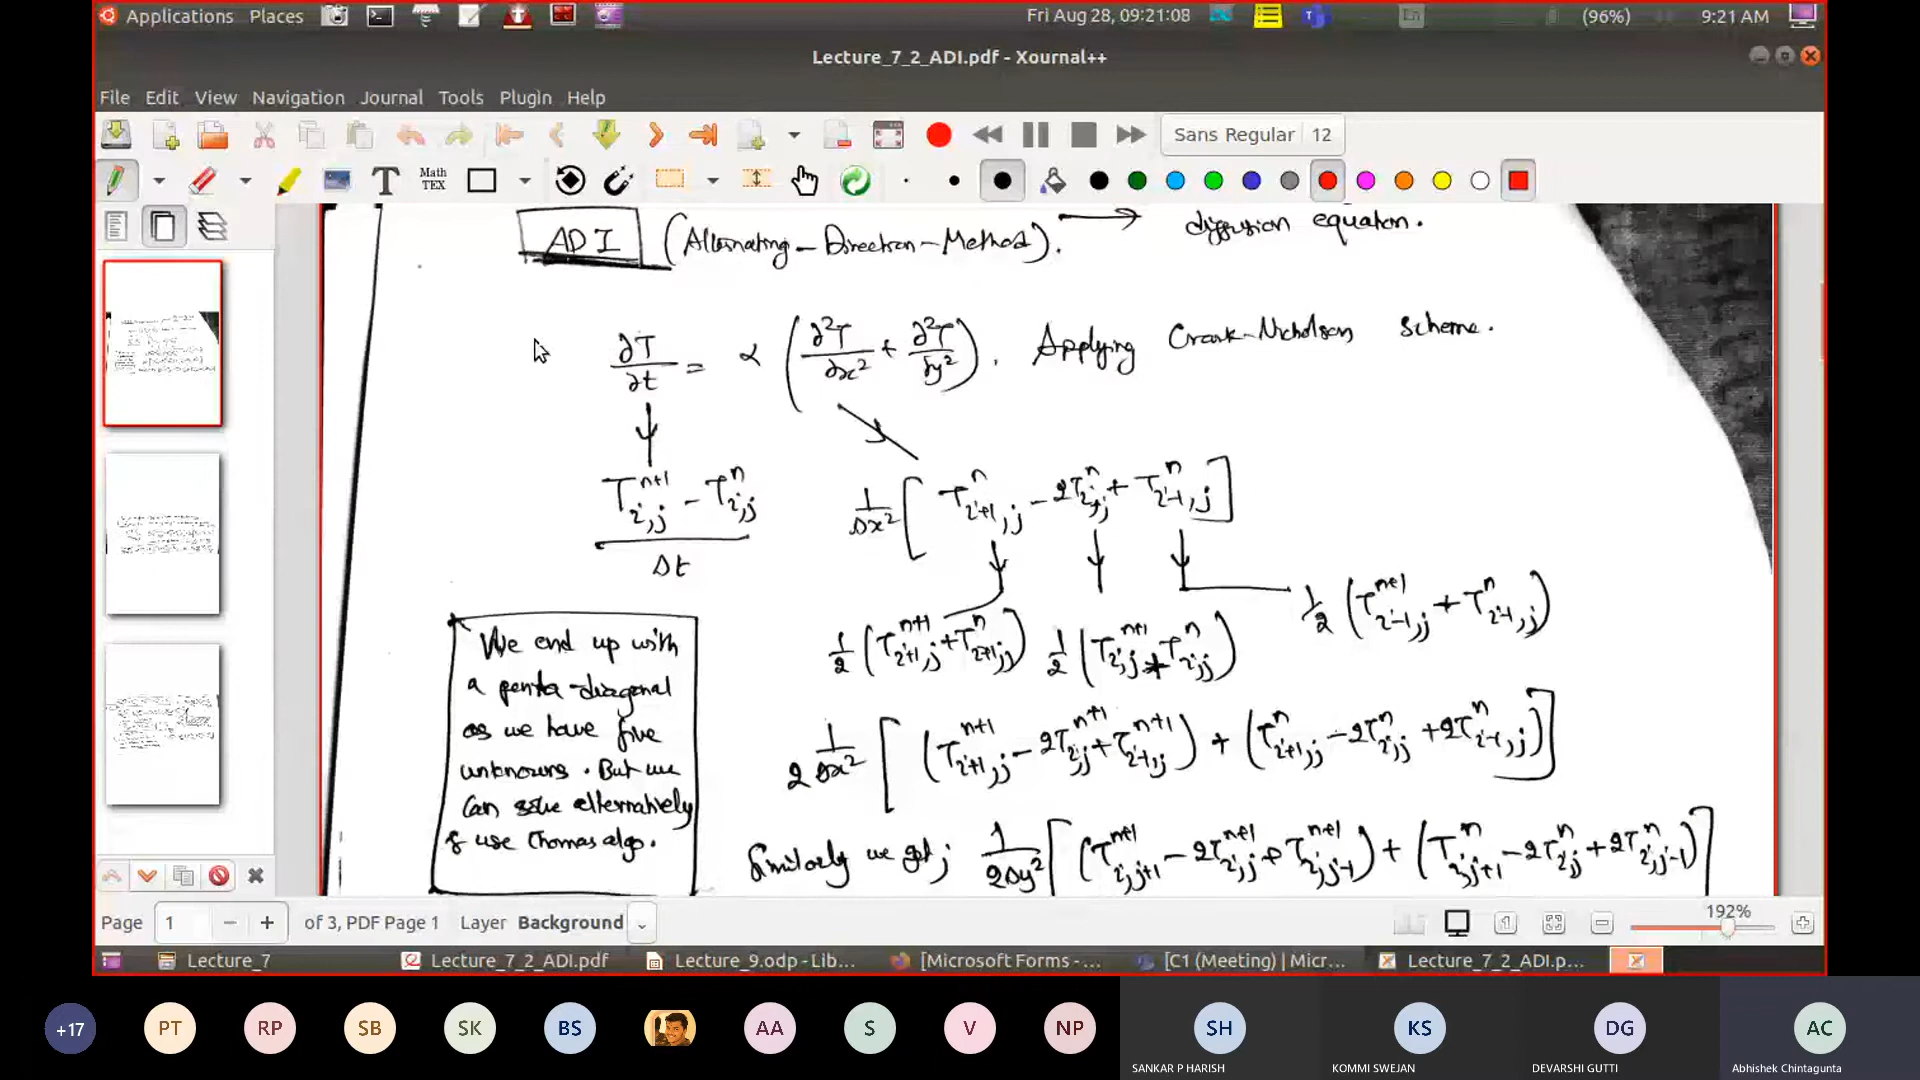 Applications Places Fri Aug 28, 09:21:08 En (96%) 9:21 AM
Lecture_7_2_ADI.pdf - Xournal++
File Edit View Navigation Journal Tools Plugin Help
Sans Regular 12
T Math TEX
diffusion equation.
ADI (Alternating-Direction-Method). →
∂T/∂t = α (∂²T/∂x² + ∂²T/∂y²). Applying Crank-Nicholson scheme.
(T^{n+1}_{i,j} - T^n_{i,j})/Δt 1/Δx² [T^n_{i+1,j} - 2T^n_{i,j} + T^n_{i-1,j}]
1/2 (T^{n+1}_{i-1,j} + T^n_{i-1,j})
1/2 (T^{n+1}_{i+1,j} + T^n_{i+1,j}) 1/2 (T^{n+1}_{i,j} + T^n_{i,j})
We end up with
a penta-diagonal
as we have five
unknowns. But we
can solve alternatively
& use Thomas algo.
1/2Δx² [(T^{n+1}_{i+1,j} - 2T^{n+1}_{i,j} + T^{n+1}_{i-1,j}) + (T^n_{i+1,j} - 2T^n_{i,j} + 2T^n_{i-1,j})]
Similarly we get; 1/2Δy² [(T^{n+1}_{i,j+1} - 2T^{n+1}_{i,j} + T^{n+1}_{i,j-1}) + (T^n_{i,j+1} - 2T^n_{i,j} + 2T^n_{i,j-1})]
Page 1 - + of 3, PDF Page 1 Layer Background 192%
Lecture_7 Lecture_7_2_ADI.pdf Lecture_9.odp - Lib... [Microsoft Forms - ... [C1 (Meeting) | Micr... Lecture_7_2_ADI.p...
+17 PT RP SB SK BS AA S V NP SH KS DG AC
SANKAR P HARISH KOMMI SWEJAN DEVARSHI GUTTI Abhishek Chintagunta